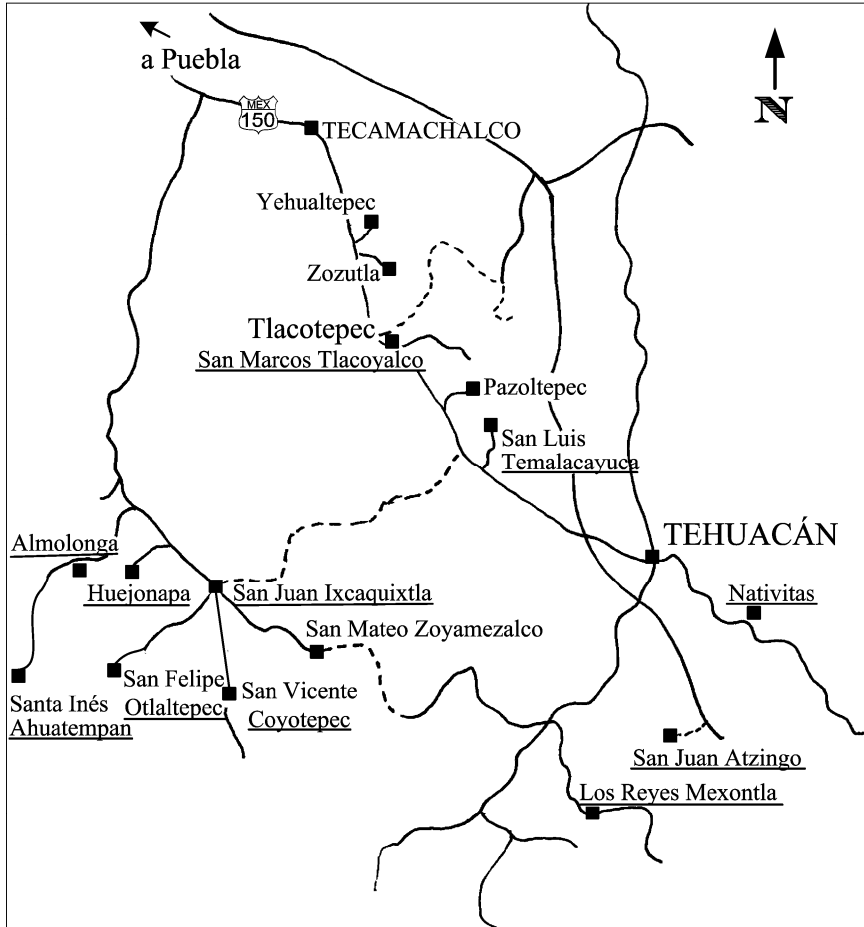 a Puebla
MEX
150
TECAMACHALCO
N
Yehualtepec
Zozutla
Tlacotepec
San Marcos Tlacoyalco
Pazoltepec
San Luis
Temalacayuca
TEHUACÁN
Almolonga
Huejonapa
San Juan Ixcaquixtla
Nativitas
San Mateo Zoyamezalco
San Felipe
Otlaltepec
San Vicente
Coyotepec
Santa Inés
Ahuatempan
San Juan Atzingo
Los Reyes Mexontla